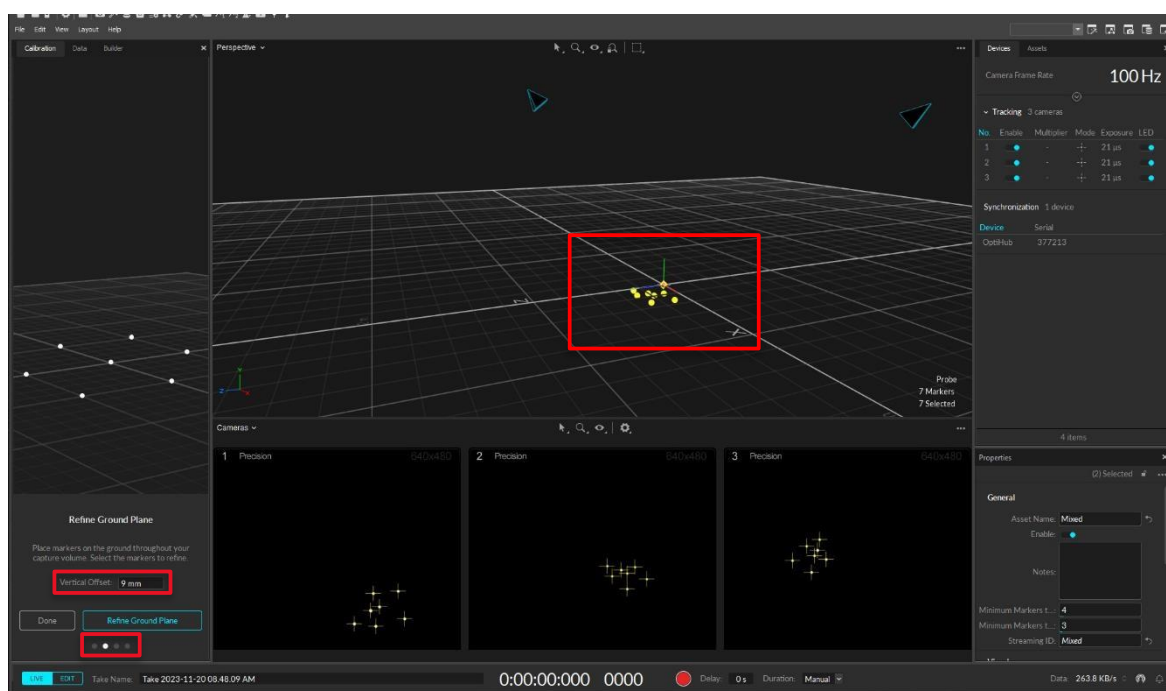 File Edit View Layout Help
Calibration Data Builder
Refine Ground Plane
Place markers on the ground throughout your
capture volume. Select the markers to refine.
Vertical Offset: 9 mm
Done Refine Ground Plane
Perspective
Z
X
Z
X
Probe
7 Markers
7 Selected
Cameras
1 Precision 640x480
2 Precision 640x480
3 Precision 640x480
Devices Assets
Camera Frame Rate 100 Hz
Tracking 3 cameras
No. Enable Multiplier Mode Exposure LED
1 - 21 µs
2 - 21 µs
3 - 21 µs
Synchronization 1 device
Device Serial
OptiHub 377213
4 items
Properties
(2) Selected
General
Asset Name: Mixed
Enable:
Notes:
Minimum Markers t...: 4
Minimum Markers t...: 3
Streaming ID: Mixed
LIVE EDIT Take Name: Take 2023-11-20 08.48.09 AM 0:00:00:000 0000 Delay: 0 s Duration: Manual Data: 263.8 KB/s